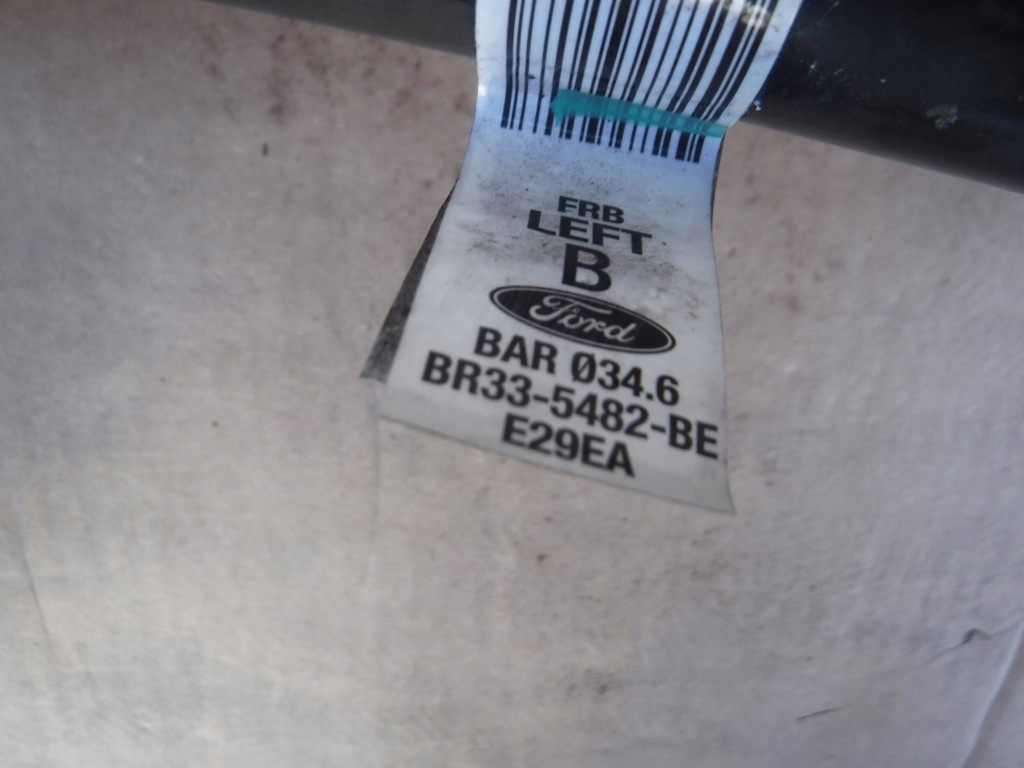 FRB
LEFT
B
Ford
BAR Ø34.6
BR33-5482-BE
E29EA